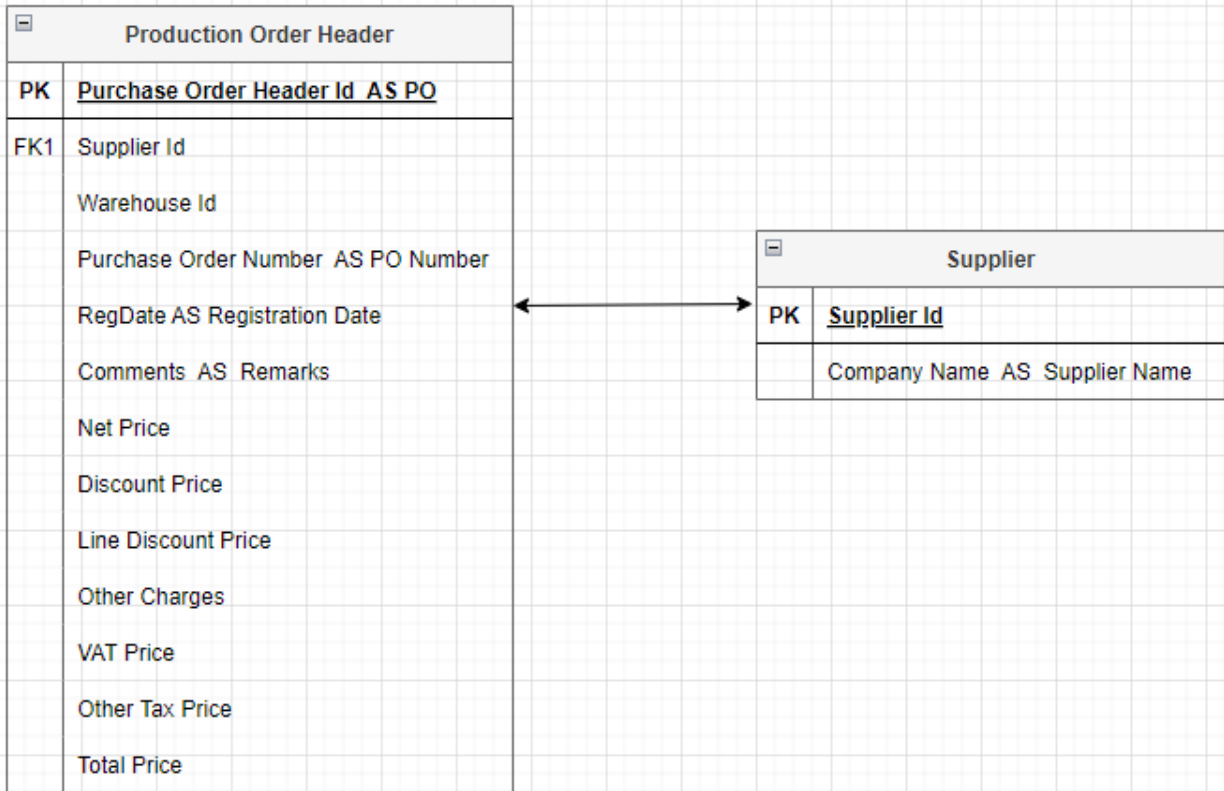 Production Order Header
PK Purchase Order Header Id AS PO
FK1 Supplier Id
Warehouse Id
Purchase Order Number AS PO Number
RegDate AS Registration Date
Comments AS Remarks
Net Price
Discount Price
Line Discount Price
Other Charges
VAT Price
Other Tax Price
Total Price
Supplier
PK Supplier Id
Company Name AS Supplier Name